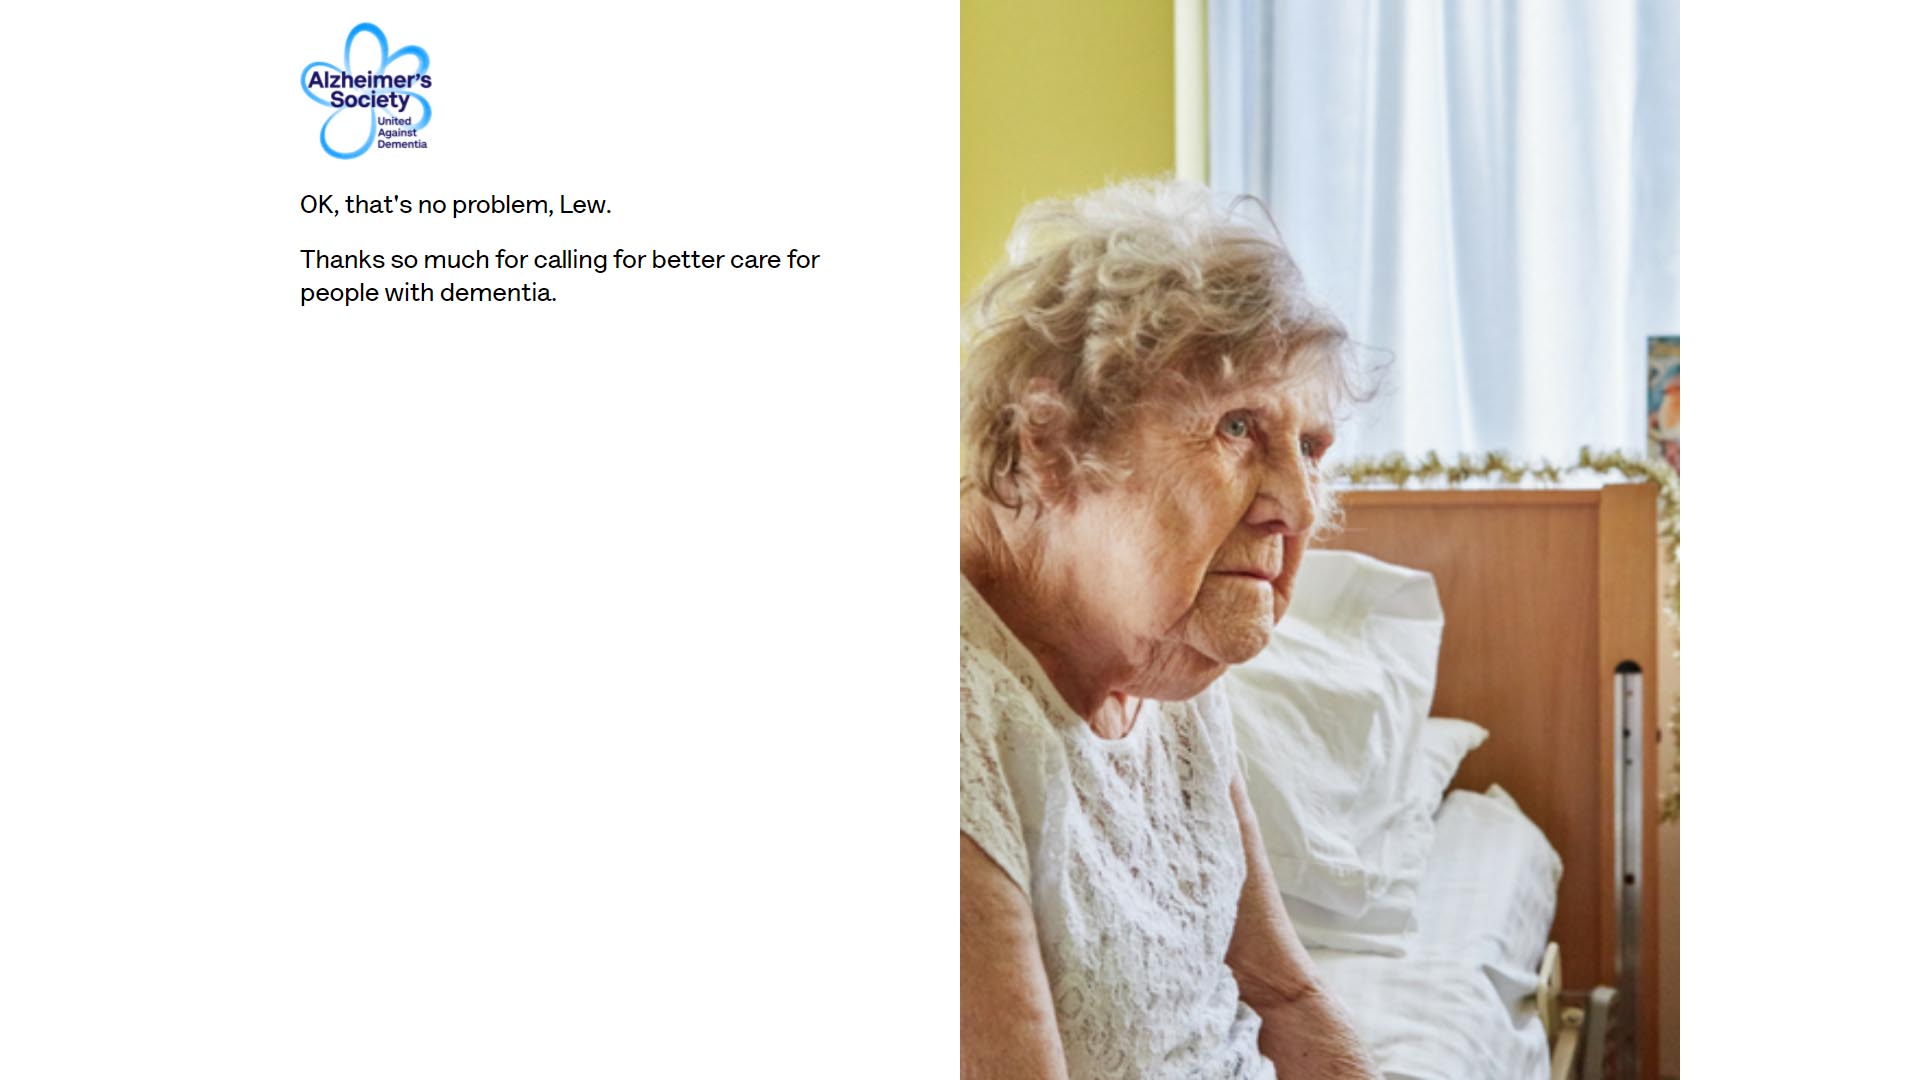 Alzheimer's
Society
United
Against
Dementia
OK, that's no problem, Lew.
Thanks so much for calling for better care for
people with dementia.